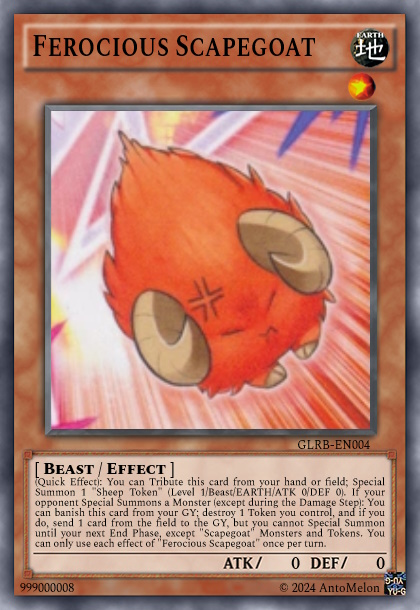 FEROCIOUS SCAPEGOAT
EARTH
地
GLRB-EN004
[ BEAST / EFFECT ]
(Quick Effect): You can Tribute this card from your hand or field; Special
Summon 1 "Sheep Token" (Level 1/Beast/EARTH/ATK 0/DEF 0). If your
opponent Special Summons a Monster (except during the Damage Step): You
can banish this card from your GY; destroy 1 Token you control, and if you
do, send 1 card from the field to the GY, but you cannot Special Summon
until your next End Phase, except "Scapegoat" Monsters and Tokens. You
can only use each effect of "Ferocious Scapegoat" once per turn.
ATK/ 0 DEF/ 0
999000008
© 2024 AntoMelon